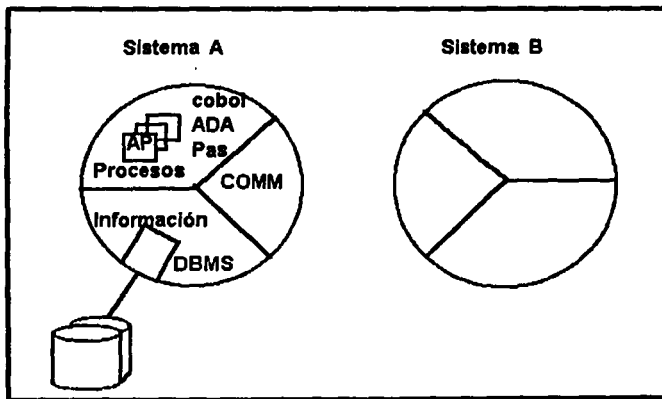 Sistema A
Sistema B
cobol
ADA
Pas
AP
Procesos
COMM
Información
DBMS